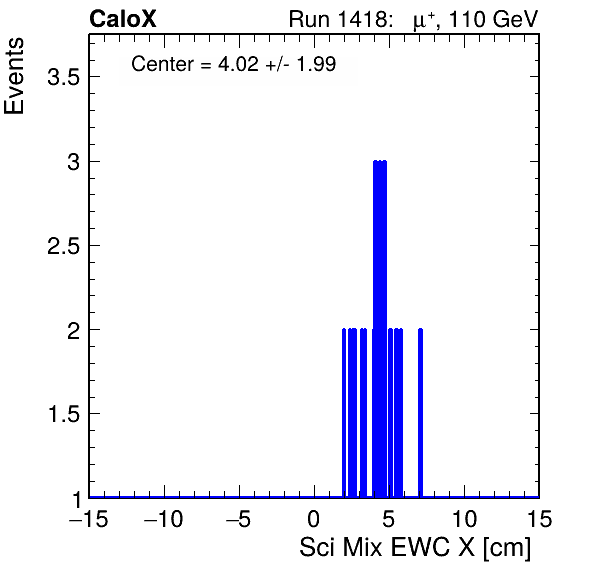 CaloX Run 1418: μ⁺, 110 GeV
Center = 4.02 +/- 1.99
Events
3.5
3
2.5
2
1.5
1
−15 −10 −5 0 5 10 15
Sci Mix EWC X [cm]